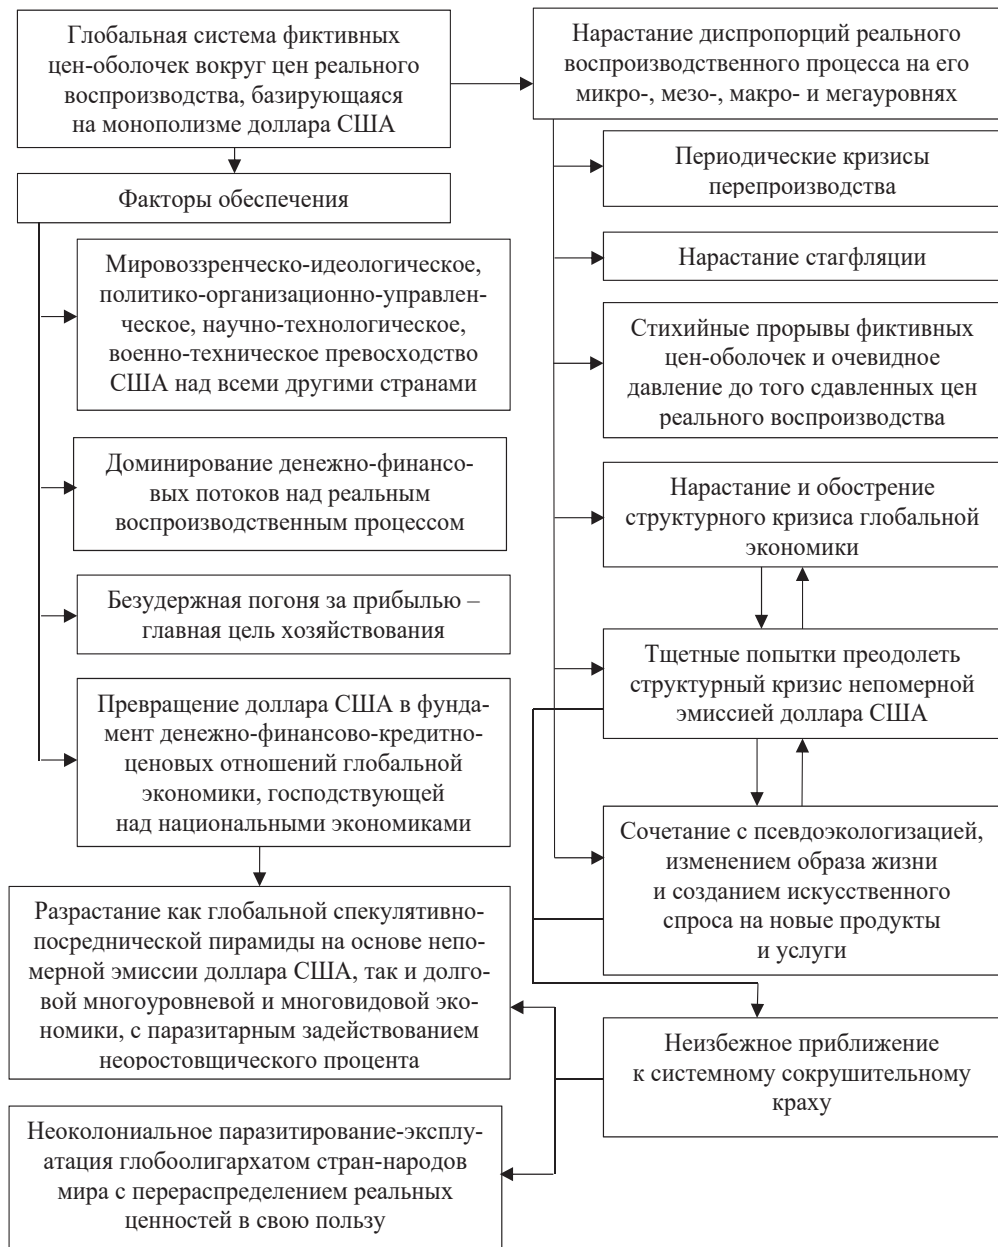 Глобальная система фиктивных
цен-оболочек вокруг цен реального
воспроизводства, базирующаяся
на монополизме доллара США
Факторы обеспечения
Мировоззренческо-идеологическое,
политико-организационно-управлен-
ческое, научно-технологическое,
военно-техническое превосходство
США над всеми другими странами
Доминирование денежно-финансо-
вых потоков над реальным
воспроизводственным процессом
Безудержная погоня за прибылью –
главная цель хозяйствования
Превращение доллара США в фунда-
мент денежно-финансово-кредитно-
ценовых отношений глобальной
экономики, господствующей
над национальными экономиками
Разрастание как глобальной спекулятивно-
посреднической пирамиды на основе непо-
мерной эмиссии доллара США, так и долго-
вой многоуровневой и многовидовой эко-
номики, с паразитарным задействованием
неоростовщического процента
Неоколониальное паразитирование-эксплу-
атация глобоолигархатом стран-народов
мира с перераспределением реальных
ценностей в свою пользу
Нарастание диспропорций реального
воспроизводственного процесса на его
микро-, мезо-, макро- и мегауровнях
Периодические кризисы
перепроизводства
Нарастание стагфляции
Стихийные прорывы фиктивных
цен-оболочек и очевидное
давление до того сдавленных цен
реального воспроизводства
Нарастание и обострение
структурного кризиса глобальной
экономики
Тщетные попытки преодолеть
структурный кризис непомерной
эмиссией доллара США
Сочетание с псевдоэкологизацией,
изменением образа жизни
и созданием искусственного
спроса на новые продукты
и услуги
Неизбежное приближение
к системному сокрушительному
краху